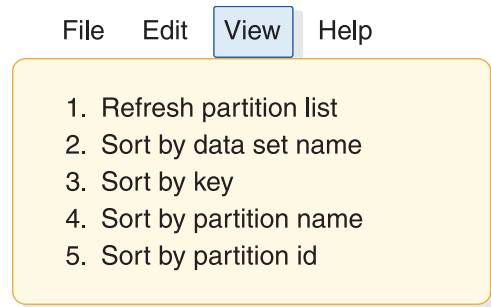 File Edit View Help
1. Refresh partition list
2. Sort by data set name
3. Sort by key
4. Sort by partition name
5. Sort by partition id